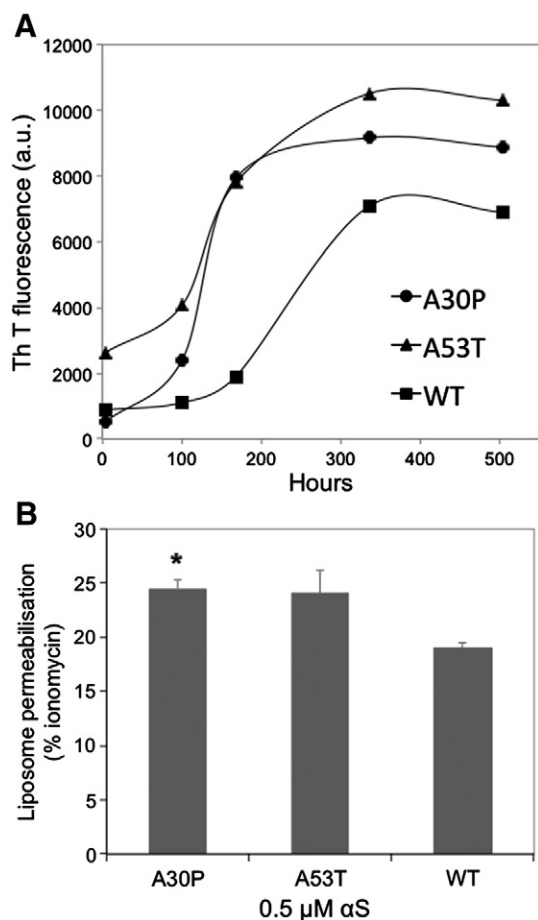 A
12000
10000
8000
6000
4000
2000
0
Th T fluorescence (a.u.)
A30P
A53T
WT
0 100 200 300 400 500
Hours
B
30
25
20
15
10
5
0
Liposome permeabilisation
(% ionomycin)
*
A30P A53T WT
0.5 µM αS